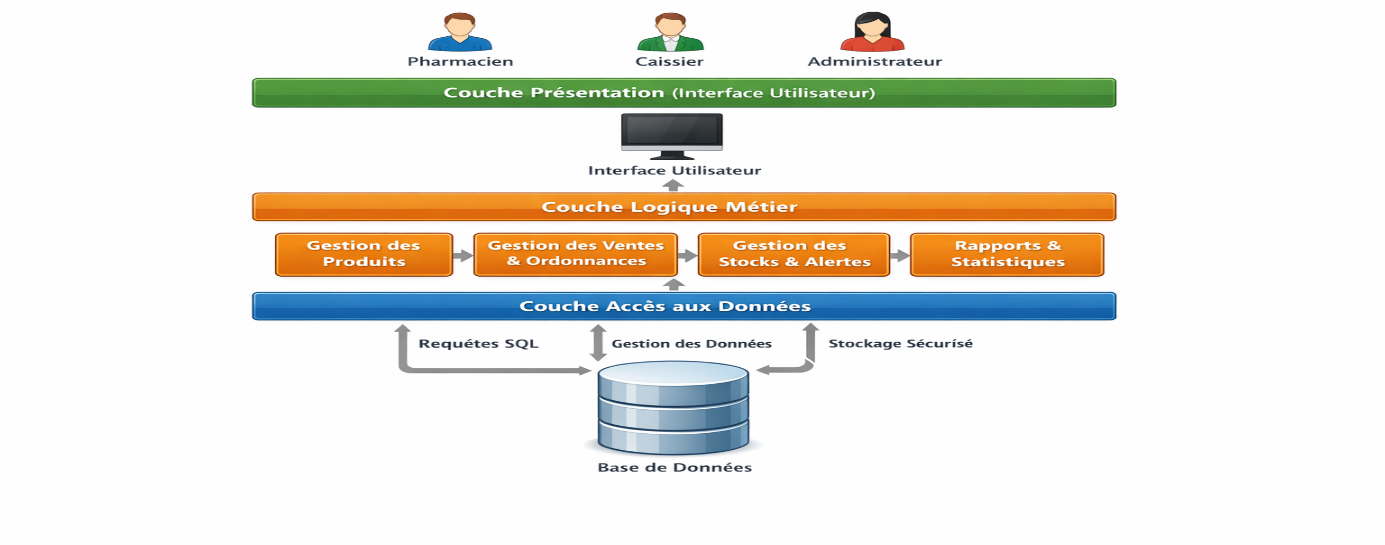 Pharmacien
Caissier
Administrateur
Couche Présentation (Interface Utilisateur)
Interface Utilisateur
Couche Logique Métier
Gestion des
Produits
Gestion des Ventes
& Ordonnances
Gestion des
Stocks & Alertes
Rapports &
Statistiques
Couche Accès aux Données
Requétes SQL
Gestion des Données
Stockage Sécurisé
Base de Données